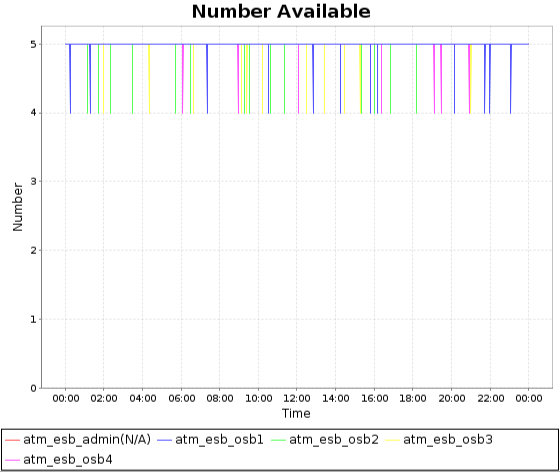 Number Available
5
4
3
2
1
0
Number
00:00 02:00 04:00 06:00 08:00 10:00 12:00 14:00 16:00 18:00 20:00 22:00 00:00
Time
atm_esb_admin(N/A) atm_esb_osb1 atm_esb_osb2 atm_esb_osb3
atm_esb_osb4